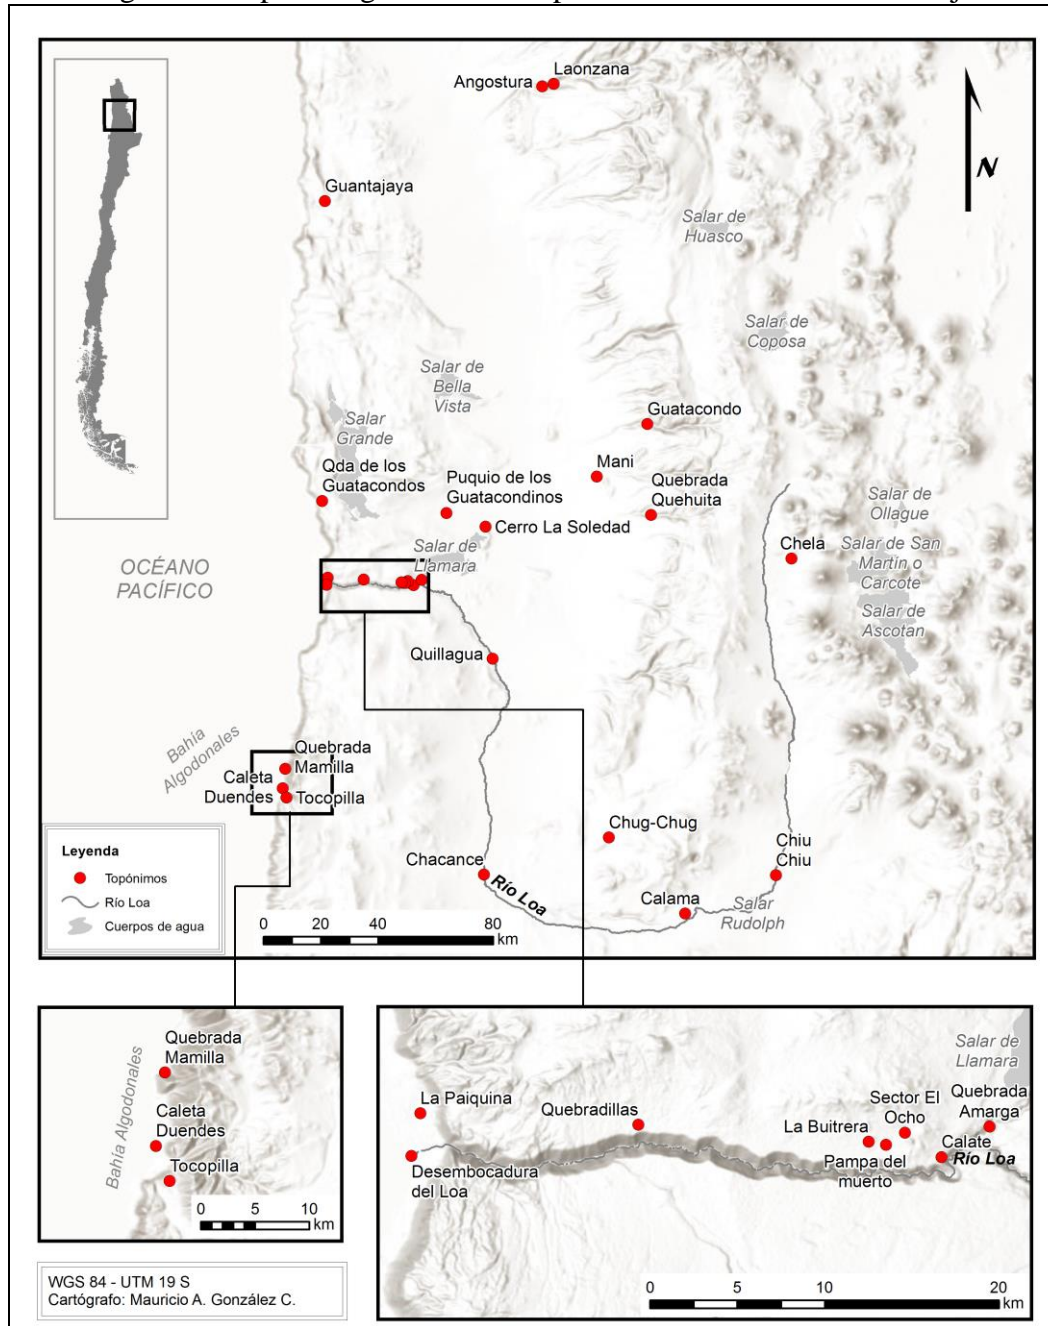 Laonzana
Angostura
Guantajaya
Salar de
Huasco
Salar de
Coposa
Salar de
Bella
Vista
Salar
Grande
Guatacondo
Mani
Qda de los
Guatacondos
Puquio de los
Guatacondinos
Quebrada
Quehuita
Cerro La Soledad
Salar de
Ollague
Salar de
Llamara
Chela
Salar de San
Martin o
Carcote
Salar de
Ascotan
OCÉANO
PACÍFICO
Quillagua
Bahía
Algodonales
Quebrada
Mamilla
Caleta
Duendes
Tocopilla
Chug-Chug
Chiu
Chiu
Chacance
Río Loa
Calama
Salar
Rudolph
N
Leyenda
Topónimos
Río Loa
Cuerpos de agua
0 20 40 80
km
Quebrada
Mamilla
Bahía Algodonales
Caleta
Duendes
Tocopilla
0 5 10
km
La Paiquina
Quebradillas
Desembocadura
del Loa
La Buitrera
Sector El
Ocho
Pampa del
muerto
Salar de
Llamara
Quebrada
Amarga
Calate
Río Loa
0 5 10 20
km
WGS 84 - UTM 19 S
Cartógrafo: Mauricio A. González C.